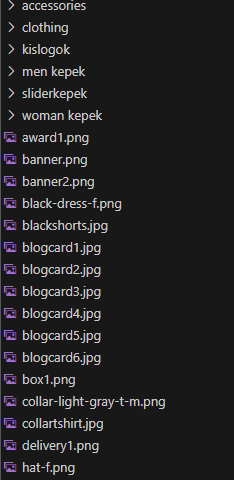 accessories
clothing
kislogok
men kepek
sliderkepek
woman kepek
award1.png
banner.png
banner2.png
black-dress-f.png
blackshorts.jpg
blogcard1.jpg
blogcard2.jpg
blogcard3.jpg
blogcard4.jpg
blogcard5.jpg
blogcard6.jpg
box1.png
collar-light-gray-t-m.png
collartshirt.jpg
delivery1.png
hat-f.png